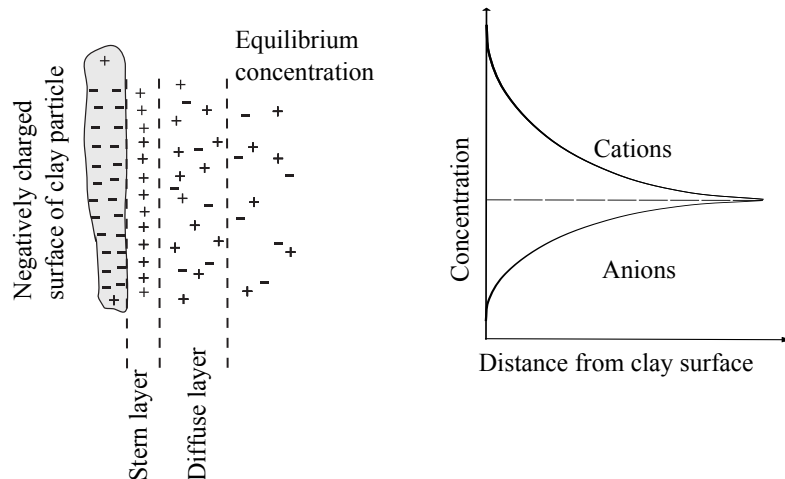 Equilibrium
concentration
Negatively charged
surface of clay particle
Stern layer
Diffuse layer
Concentration
Cations
Anions
Distance from clay surface